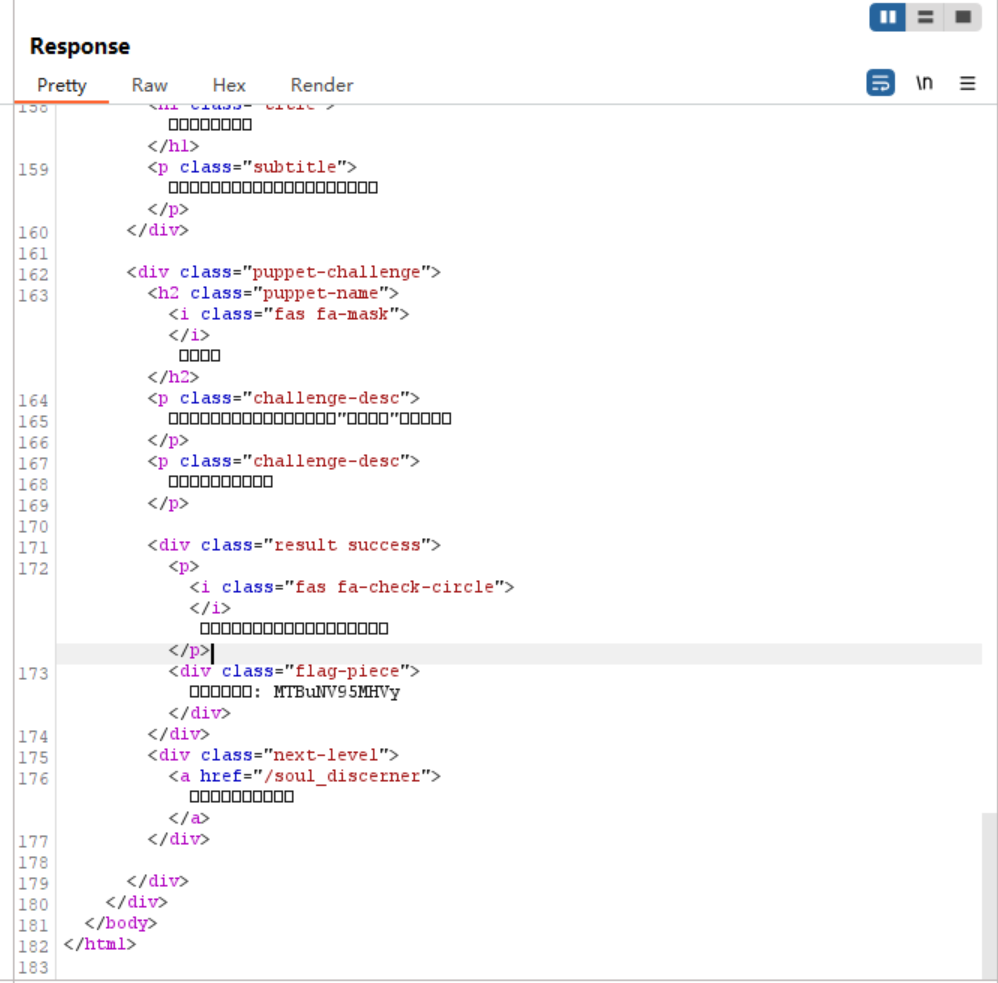 Response
Pretty Raw Hex Render \n
158
</h1>
159 <p class="subtitle">
</p>
160 </div>
161
162 <div class="puppet-challenge">
163 <h2 class="puppet-name">
<i class="fas fa-mask">
</i>
</h2>
164 <p class="challenge-desc">
165
166 </p>
167 <p class="challenge-desc">
168
169 </p>
170
171 <div class="result success">
172 <p>
<i class="fas fa-check-circle">
</i>
</p>
173 <div class="flag-piece">
: MTBuNV95MHVy
</div>
174 </div>
175 <div class="next-level">
176 <a href="/soul_discerner">
</a>
177 </div>
178
179 </div>
180 </div>
181 </body>
182 </html>
183